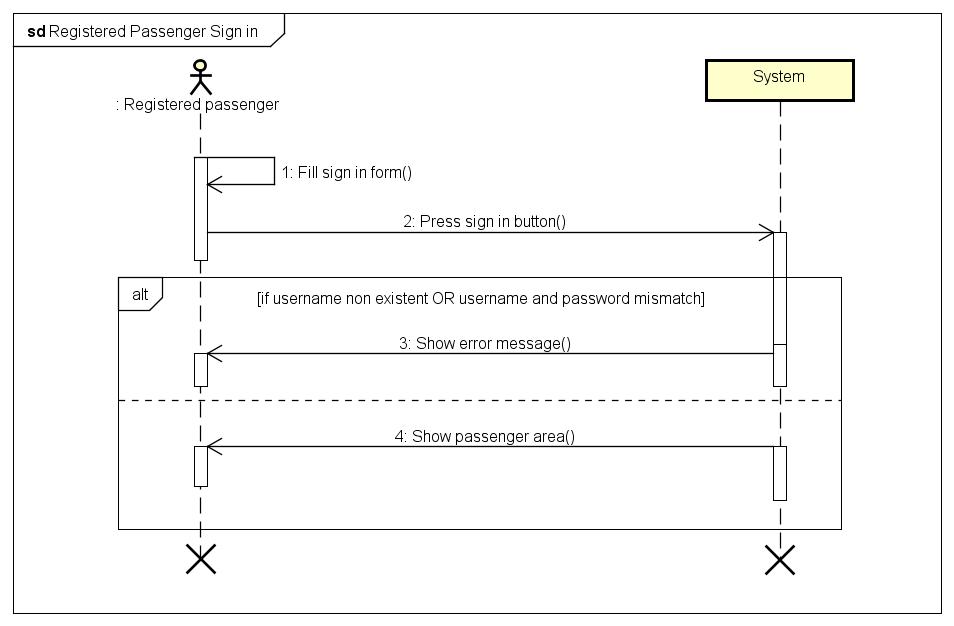 sd Registered Passenger Sign in
System
: Registered passenger
1: Fill sign in form()
2: Press sign in button()
alt
[if username non existent OR username and password mismatch]
3: Show error message()
4: Show passenger area()